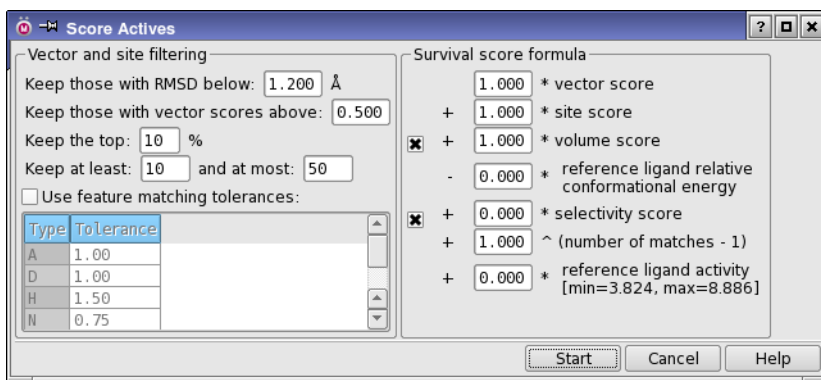 Score Actives
Vector and site filtering
Keep those with RMSD below: 1.200 Å
Keep those with vector scores above: 0.500
Keep the top: 10 %
Keep at least: 10 and at most: 50
Use feature matching tolerances:
Type Tolerance
A 1.00
D 1.00
H 1.50
N 0.75
Survival score formula
1.000 * vector score
+ 1.000 * site score
+ 1.000 * volume score
- 0.000 * reference ligand relative
conformational energy
+ 0.000 * selectivity score
+ 1.000 ^ (number of matches - 1)
+ 0.000 * reference ligand activity
[min=3.824, max=8.886]
Start Cancel Help